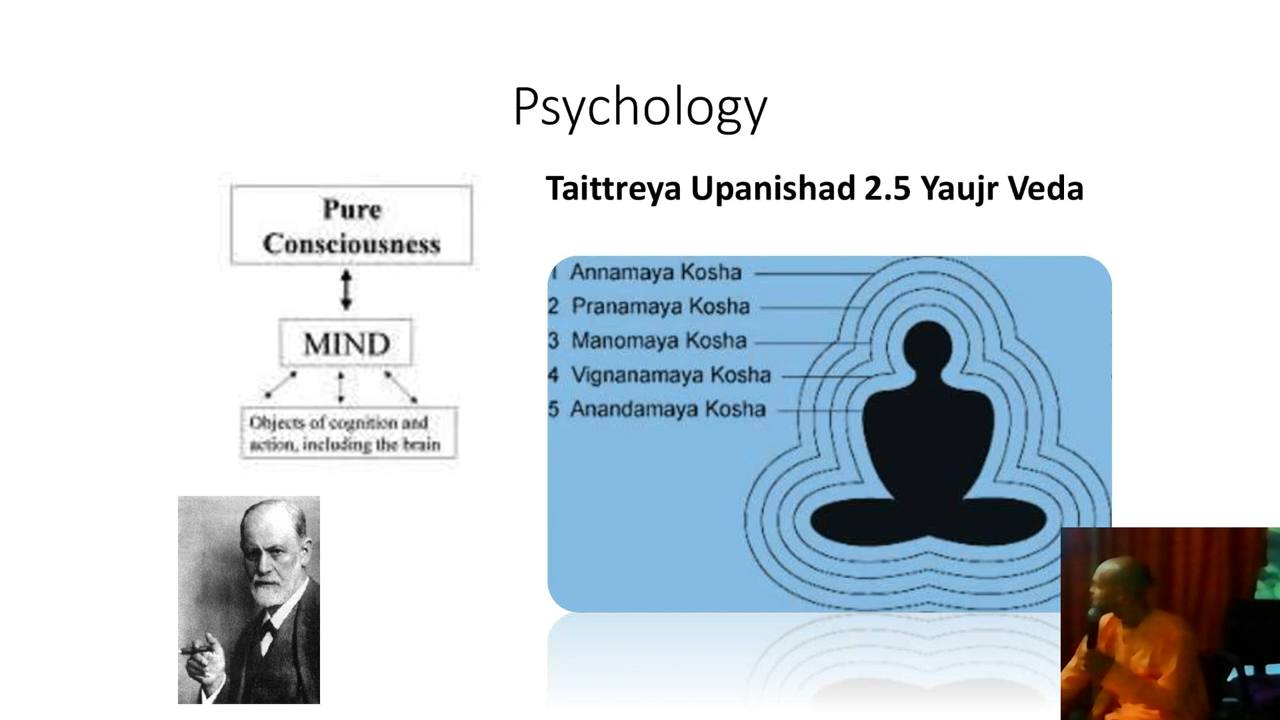 Psychology
Pure
Consciousness
MIND
Objects of cognition and
action, including the brain
Taittreya Upanishad 2.5 Yaujr Veda
1 Annamaya Kosha
2 Pranamaya Kosha
3 Manomaya Kosha
4 Vignanamaya Kosha
5 Anandamaya Kosha